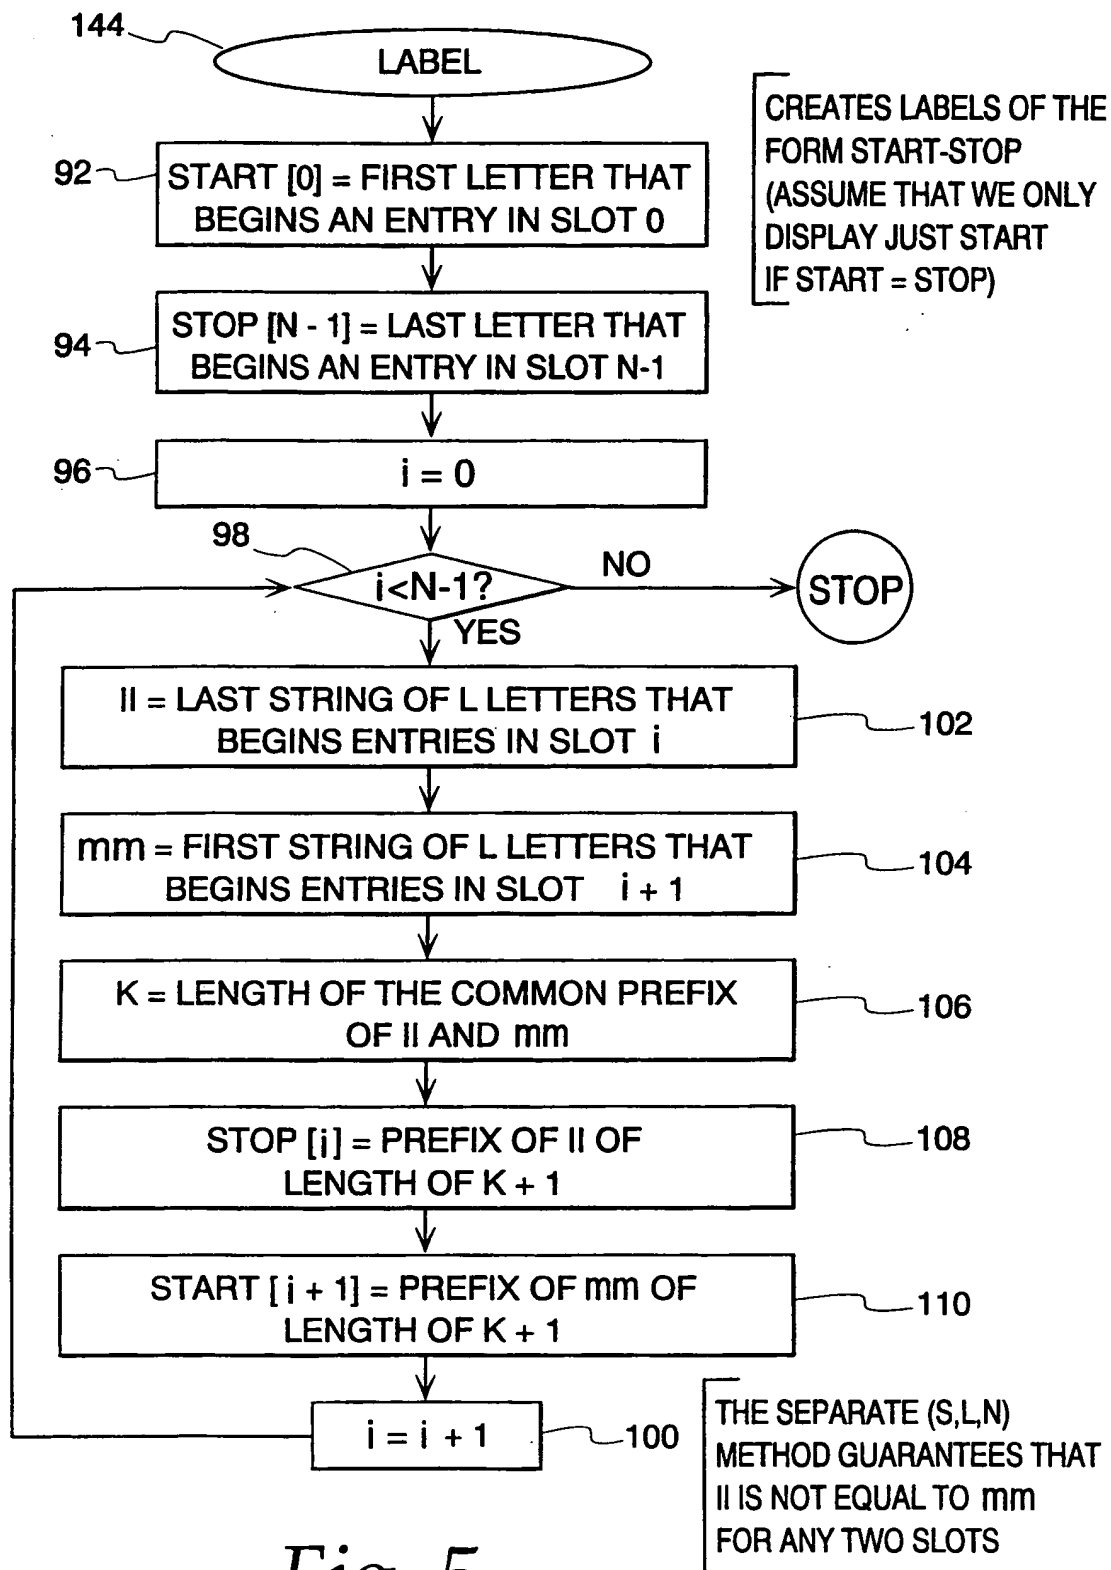 144
LABEL
CREATES LABELS OF THE
FORM START-STOP
(ASSUME THAT WE ONLY
DISPLAY JUST START
IF START = STOP)
92
START [0] = FIRST LETTER THAT
BEGINS AN ENTRY IN SLOT 0
94
STOP [N - 1] = LAST LETTER THAT
BEGINS AN ENTRY IN SLOT N-1
96
i = 0
98
i<N-1?
NO
STOP
YES
ll = LAST STRING OF L LETTERS THAT
BEGINS ENTRIES IN SLOT i
102
mm = FIRST STRING OF L LETTERS THAT
BEGINS ENTRIES IN SLOT i + 1
104
K = LENGTH OF THE COMMON PREFIX
OF ll AND mm
106
STOP [i] = PREFIX OF ll OF
LENGTH OF K + 1
108
START [i + 1] = PREFIX OF mm OF
LENGTH OF K + 1
110
i = i + 1
100
THE SEPARATE (S,L,N)
METHOD GUARANTEES THAT
ll IS NOT EQUAL TO mm
FOR ANY TWO SLOTS
Fig. 5